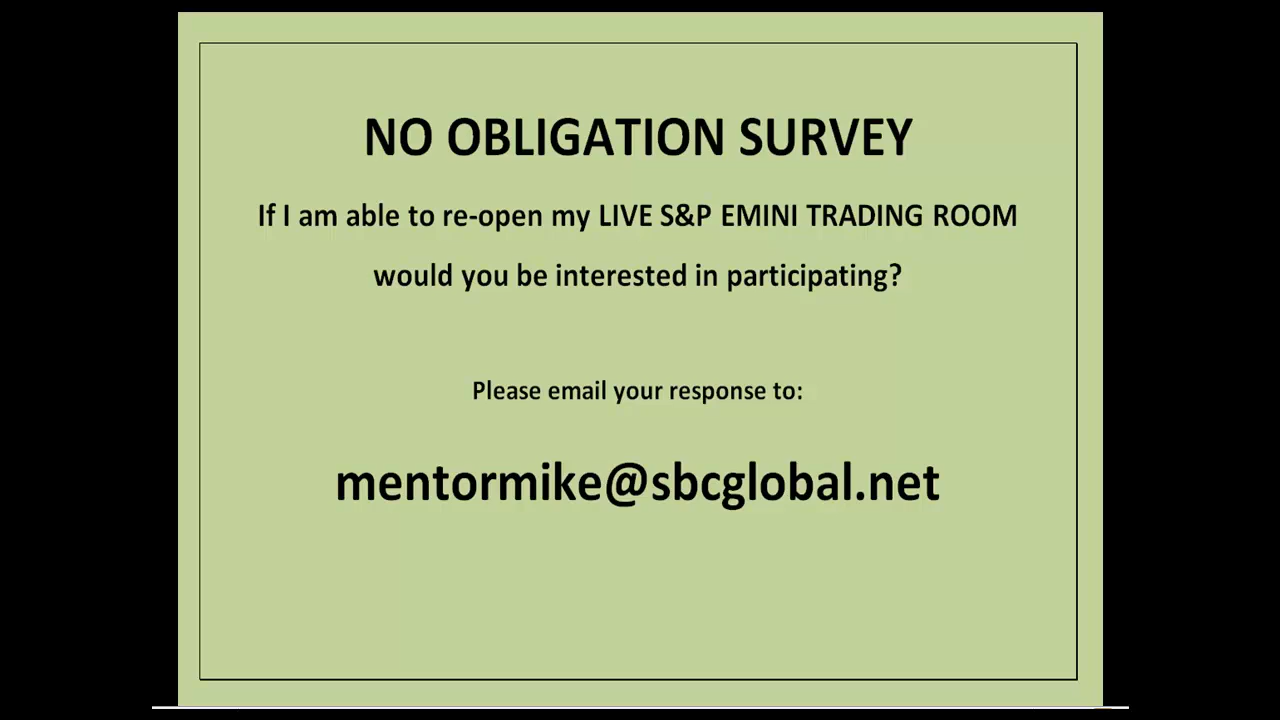 NO OBLIGATION SURVEY
If I am able to re-open my LIVE S&P EMINI TRADING ROOM
would you be interested in participating?
Please email your response to:
mentormike@sbcglobal.net